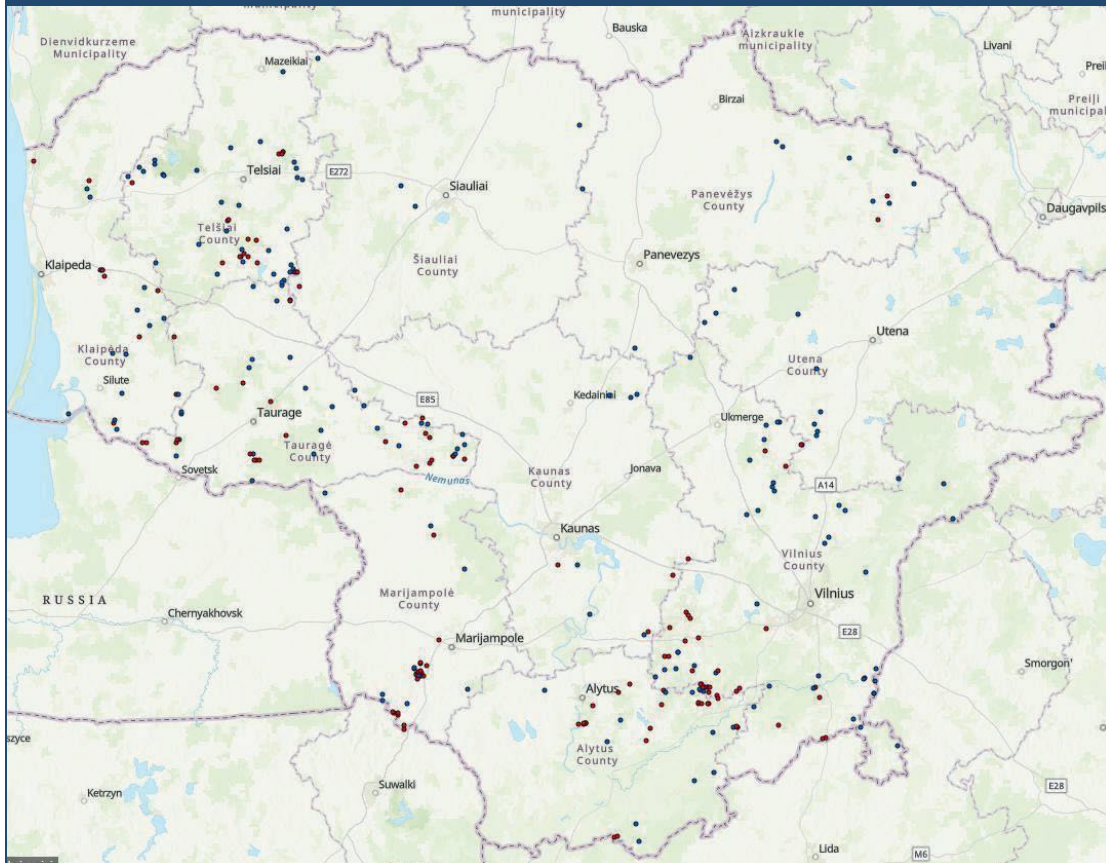 municipality
Bauska
Aizkraukle
municipality
Dienvidkurzeme
Municipality
Livani
Mazeikiai
Preiļi
municipal
Birzai
Telsiai
E272
Siauliai
Panevėžys
County
Daugavpils
Telšiai
County
Klaipeda
Šiauliai
County
Panevezys
Utena
Klaipėda
County
Utena
County
Silute
Kedainiai
E85
Taurage
Ukmerge
Tauragė
County
Sovetsk
Kaunas
County
Jonava
A14
Nemunas
Kaunas
Vilnius
County
RUSSIA
Marijampolė
County
Chernyakhovsk
Vilnius
E28
Marijampole
Smorgon'
Alytus
szyce
Alytus
County
Suwalki
E28
Ketrzyn
Lida
M6